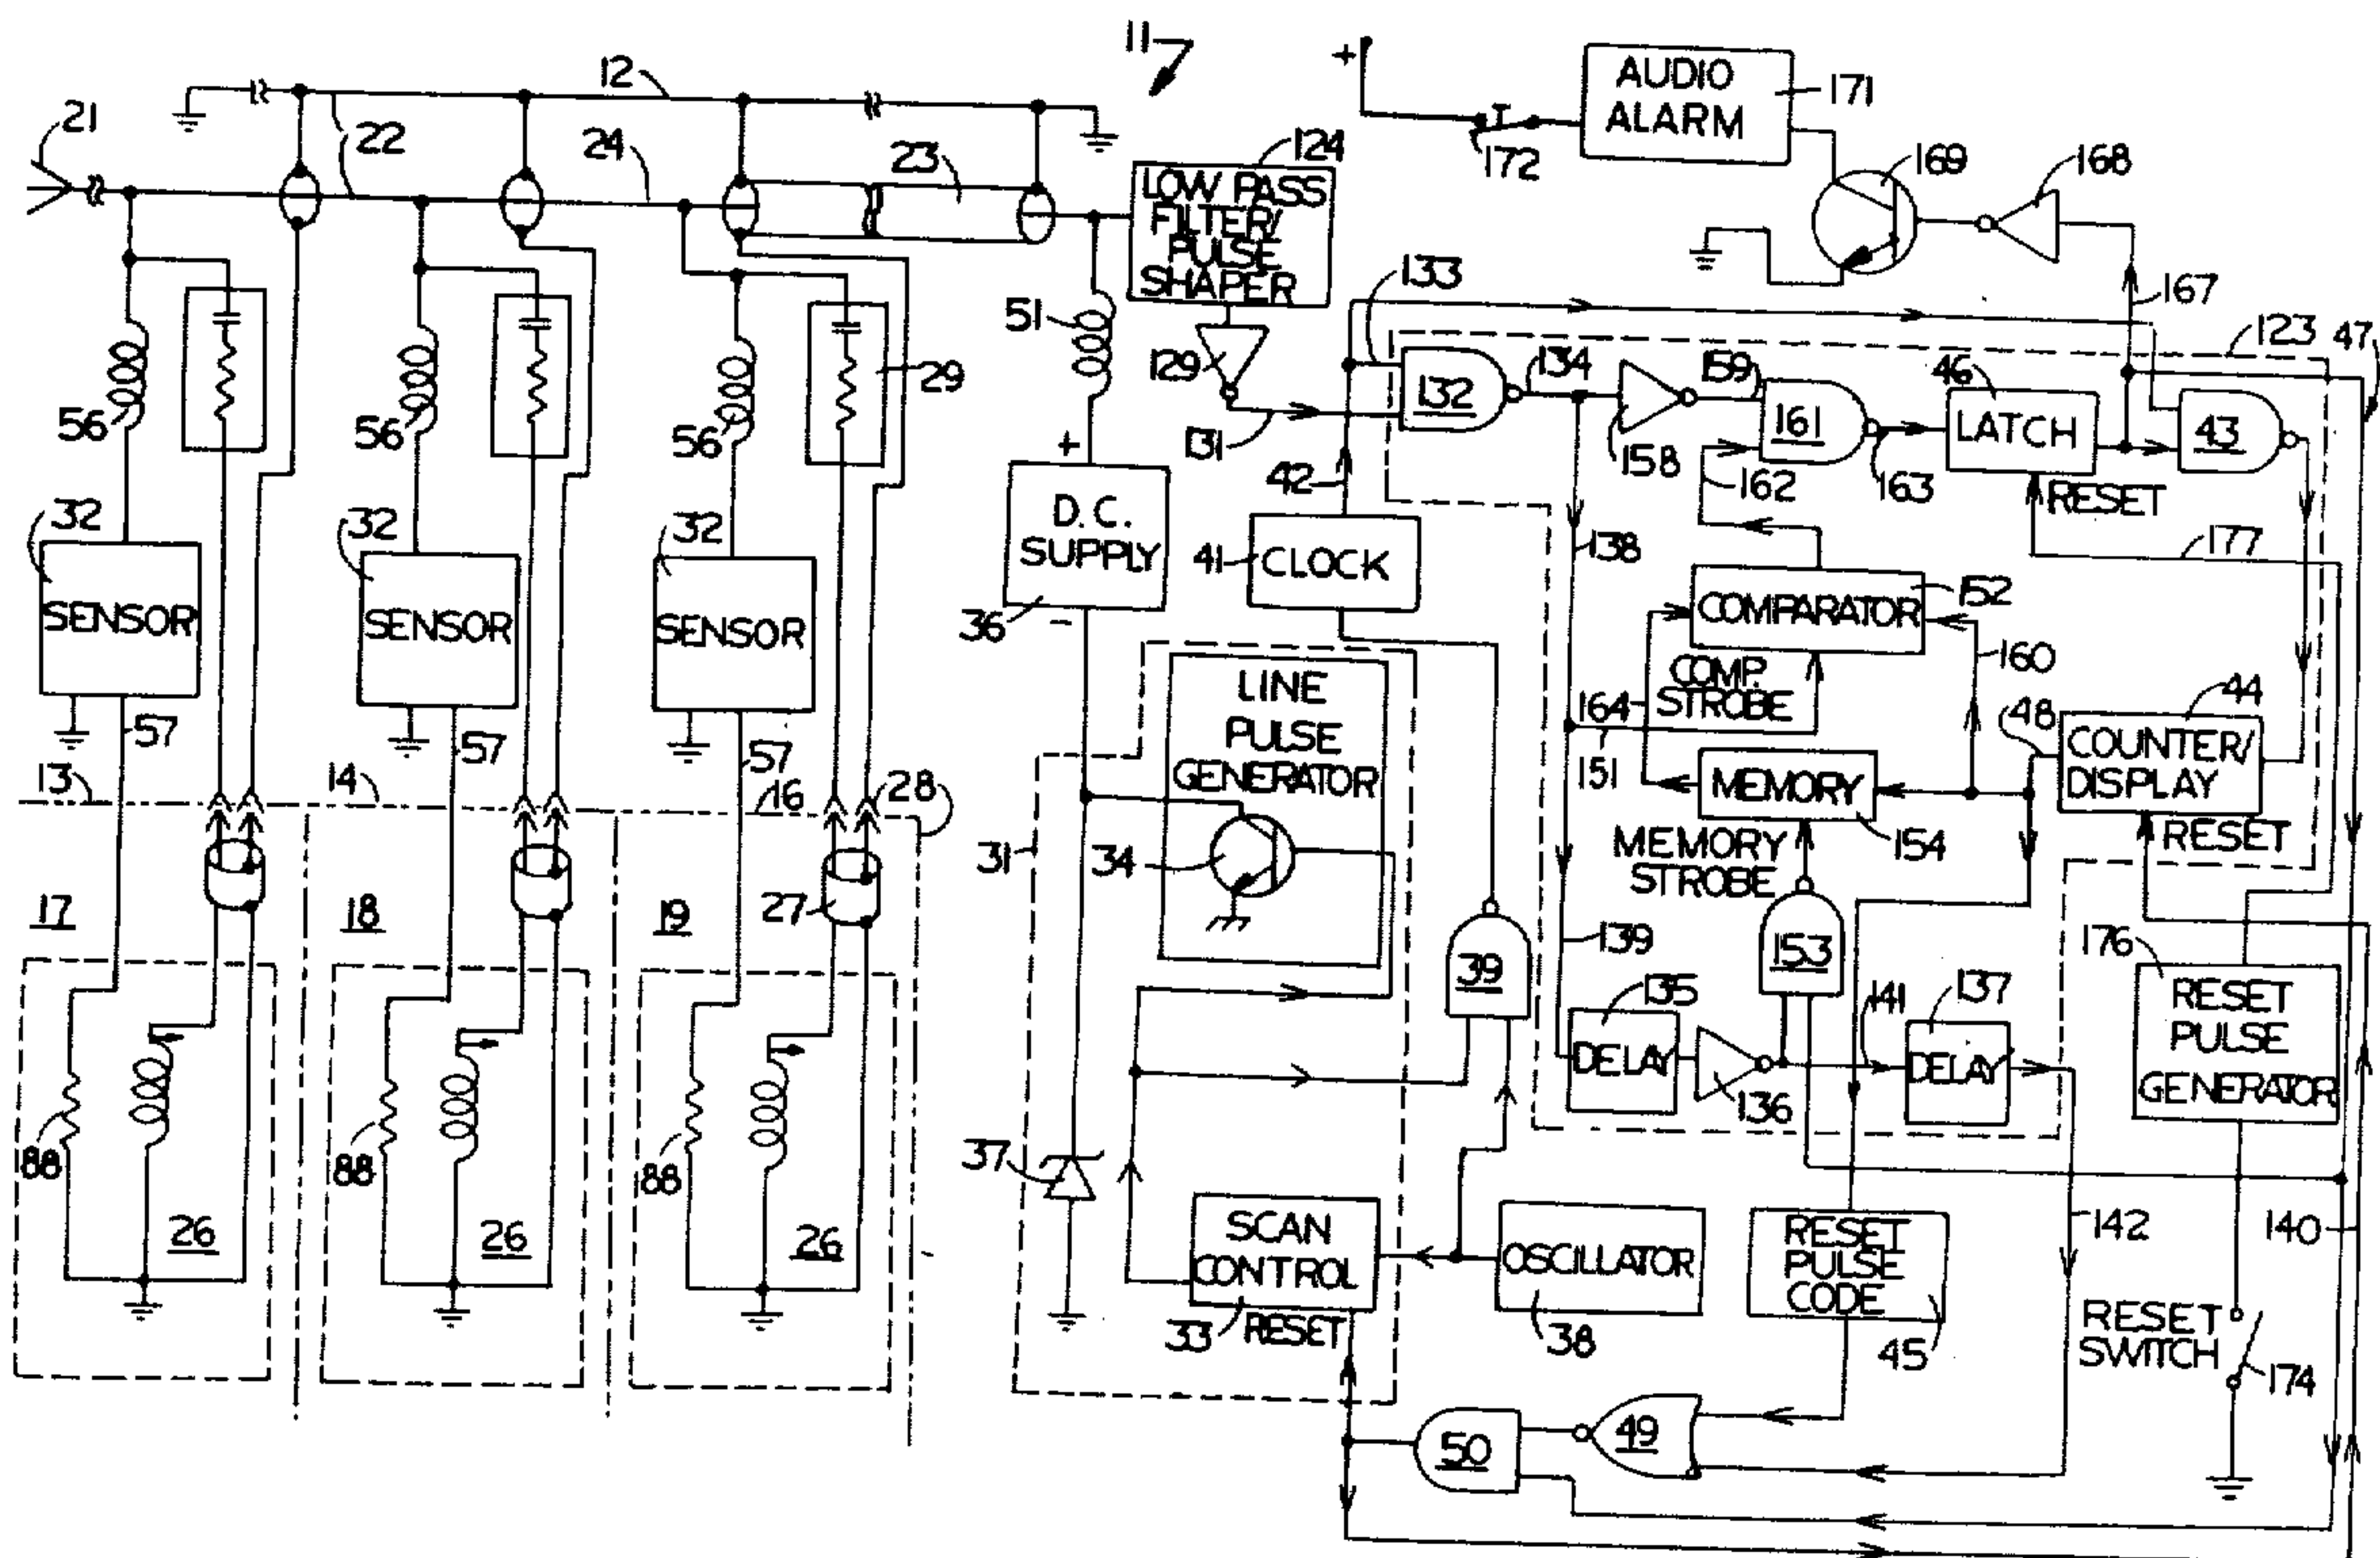 11
12
+
AUDIO
ALARM
171
172
21
22
24
23
124
LOW PASS
FILTER/
PULSE
SHAPER
169
168
167
133
51
129
131
132
134
159
158
161
162
163
46
LATCH
RESET
177
43
123
47
56
56
56
29
+
D.C.
SUPPLY
36
−
42
41
CLOCK
138
32
SENSOR
32
SENSOR
32
SENSOR
COMPARATOR
152
160
COMP.
STROBE
164
151
LINE
PULSE
GENERATOR
34
31
MEMORY
154
MEMORY
STROBE
48
44
COUNTER/
DISPLAY
RESET
57
57
57
13
14
16
28
27
17
18
19
39
139
153
135
DELAY
136
141
137
DELAY
176
RESET
PULSE
GENERATOR
88
88
88
26
26
26
37
SCAN
CONTROL
33
RESET
OSCILLATOR
38
RESET
PULSE
CODE
45
142
140
RESET
SWITCH
174
50
49